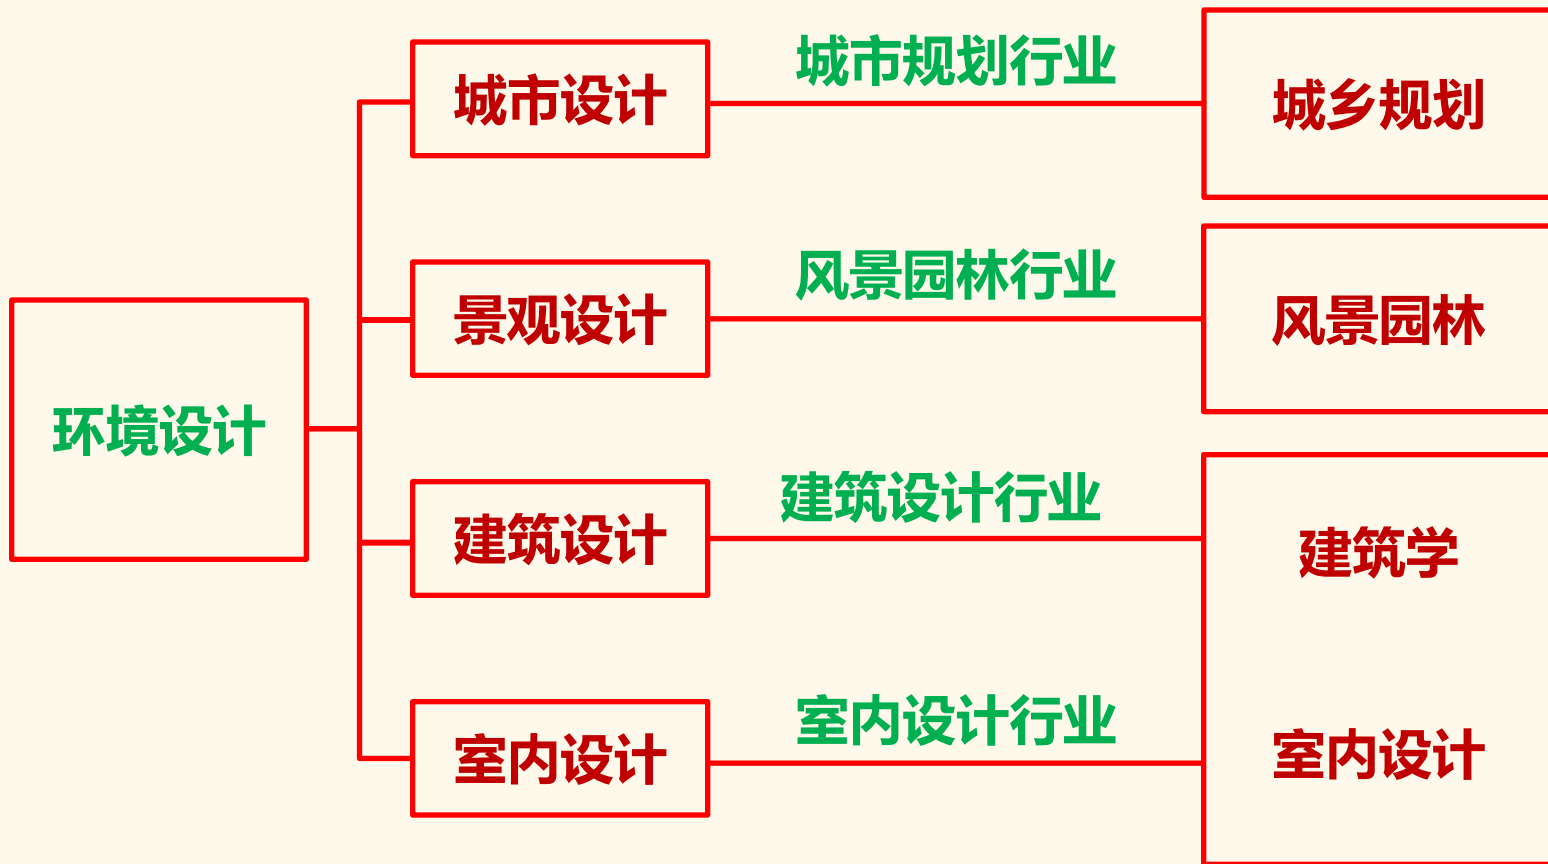 城市规划行业
城市设计
城乡规划
风景园林行业
景观设计
风景园林
环境设计
建筑设计行业
建筑设计
建筑学
室内设计行业
室内设计
室内设计